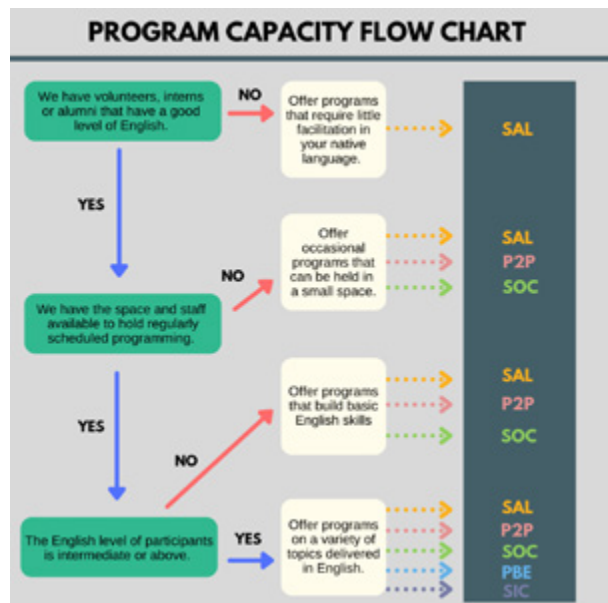 PROGRAM CAPACITY FLOW CHART
We have volunteers, interns
or alumni that have a good
level of English.
NO
Offer programs
that require little
facilitation in
your native
language.
SAL
YES
Offer
occasional
programs that
can be held in
a small space.
SAL
P2P
SOC
NO
We have the space and staff
available to hold regularly
scheduled programming.
Offer programs
that build basic
English skills
SAL
P2P
SOC
YES
NO
The English level of participants
is intermediate or above.
YES
Offer programs
on a variety of
topics delivered
in English.
SAL
P2P
SOC
PBE
SIC